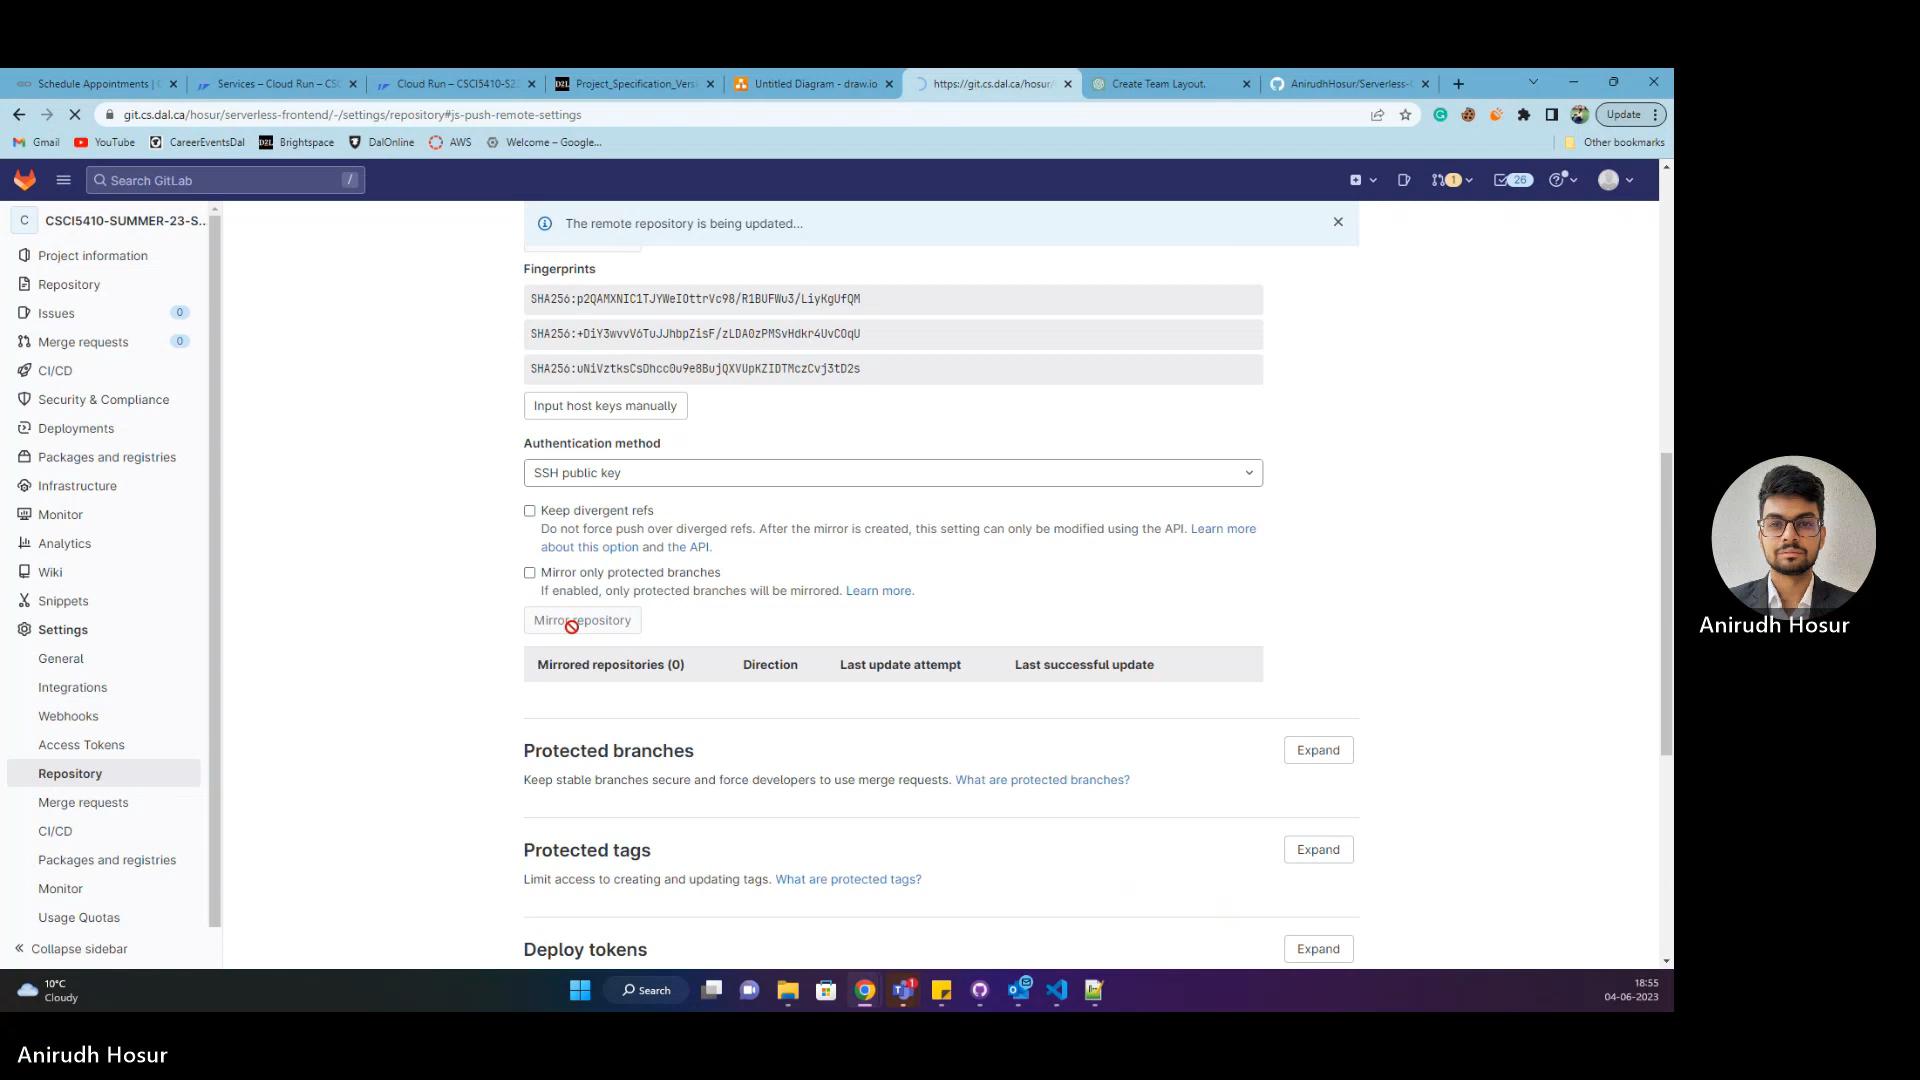 Schedule Appointments |
Services – Cloud Run – CSC
Cloud Run – CSCI5410-S2
Project_Specification_Versi
Untitled Diagram - draw.io
https://git.cs.dal.ca/hosur/
Create Team Layout.
AnirudhHosur/Serverless-
git.cs.dal.ca/hosur/serverless-frontend/-/settings/repository#js-push-remote-settings
Update
Gmail
YouTube
CareerEventsDal
Brightspace
DalOnline
AWS
Welcome – Google...
Other bookmarks
Search GitLab
/
1
26
C
CSCI5410-SUMMER-23-S...
Project information
Repository
Issues
0
Merge requests
0
CI/CD
Security & Compliance
Deployments
Packages and registries
Infrastructure
Monitor
Analytics
Wiki
Snippets
Settings
General
Integrations
Webhooks
Access Tokens
Repository
Merge requests
CI/CD
Packages and registries
Monitor
Usage Quotas
Collapse sidebar
The remote repository is being updated...
Fingerprints
SHA256:p2QAMXNIC1TJYWeIOttrVc98/R1BUFWu3/LiyKgUfQM
SHA256:+DiY3wvvV6TuJJhbpZisF/zLDA0zPMSvHdkr4UvCOqU
SHA256:uNiVztksCsDhcc0u9e8BujQXVUpKZIDTMczCvj3tD2s
Input host keys manually
Authentication method
SSH public key
Keep divergent refs
Do not force push over diverged refs. After the mirror is created, this setting can only be modified using the API. Learn more
about this option and the API.
Mirror only protected branches
If enabled, only protected branches will be mirrored. Learn more.
Mirror repository
Mirrored repositories (0) Direction Last update attempt Last successful update
Protected branches
Expand
Keep stable branches secure and force developers to use merge requests. What are protected branches?
Protected tags
Expand
Limit access to creating and updating tags. What are protected tags?
Deploy tokens
Expand
Anirudh Hosur
10°C
Cloudy
Search
1
18:55
04-06-2023
Anirudh Hosur